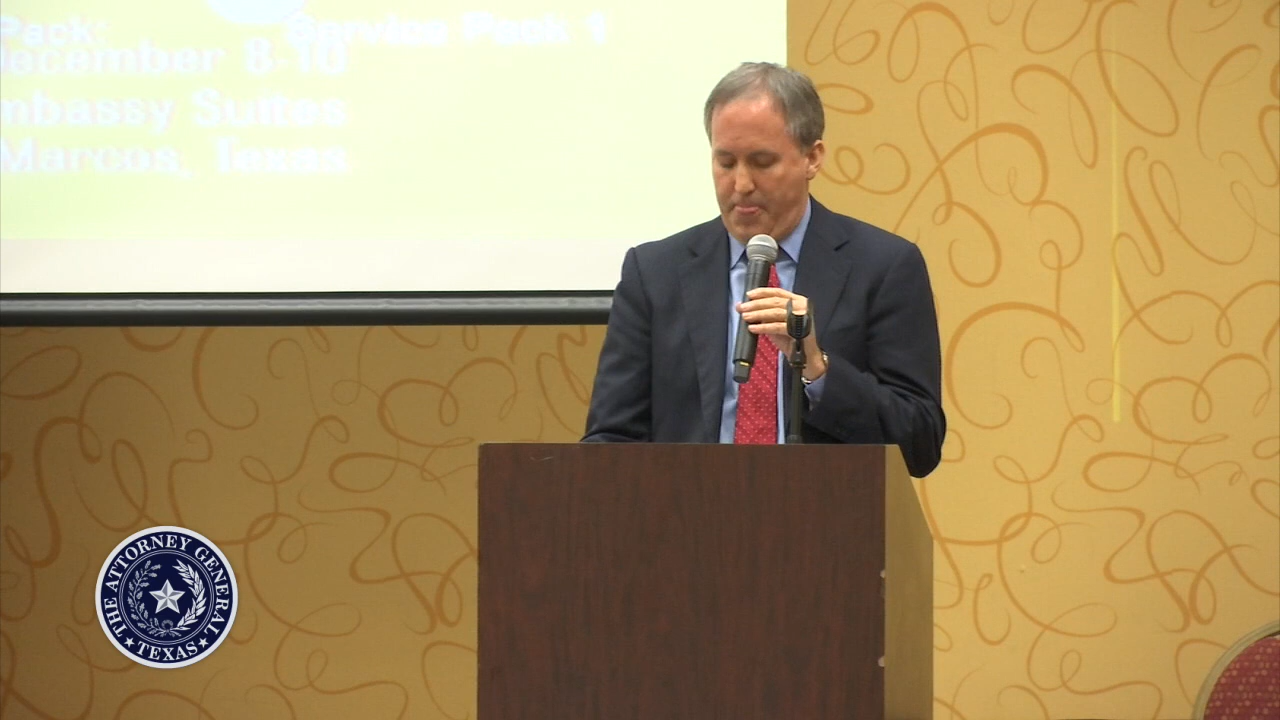 Pack: Service Pack 1
December 8-10
mbassy Suites
Marcos, Texas
THE ATTORNEY GENERAL
★ TEXAS ★